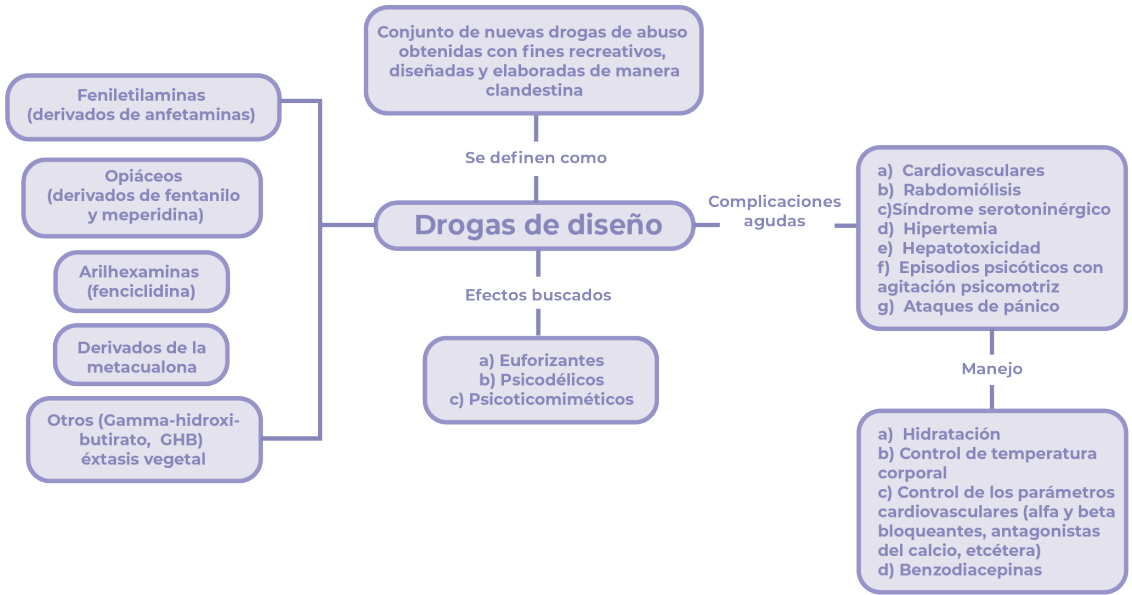 Conjunto de nuevas drogas de abuso
obtenidas con fines recreativos,
diseñadas y elaboradas de manera
clandestina
Feniletilaminas
(derivados de anfetaminas)
Opiáceos
(derivados de fentanilo
y meperidina)
Arilhexaminas
(fenciclidina)
Derivados de la
metacualona
Otros (Gamma-hidroxi-
butirato, GHB)
éxtasis vegetal
Se definen como
Drogas de diseño
Efectos buscados
a) Euforizantes
b) Psicodélicos
c) Psicoticomiméticos
Complicaciones
agudas
a) Cardiovasculares
b) Rabdomiólisis
c)Síndrome serotoninérgico
d) Hipertemia
e) Hepatotoxicidad
f) Episodios psicóticos con
agitación psicomotriz
g) Ataques de pánico
Manejo
a) Hidratación
b) Control de temperatura
corporal
c) Control de los parámetros
cardiovasculares (alfa y beta
bloqueantes, antagonistas
del calcio, etcétera)
d) Benzodiacepinas